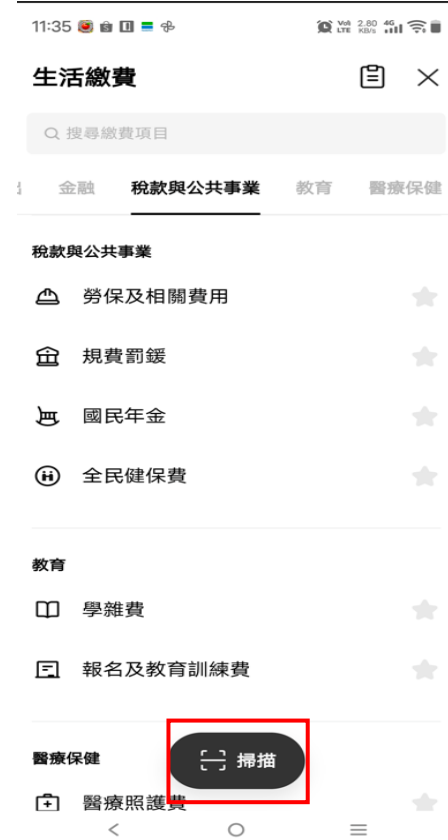 11:35
VoI) LTE 2.80 KB/s 4G
生活繳費
搜尋繳費項目
金融 稅款與公共事業 教育 醫療保健
稅款與公共事業
勞保及相關費用
規費罰鍰
國民年金
全民健保費
教育
學雜費
報名及教育訓練費
醫療保健
掃描
醫療照護費